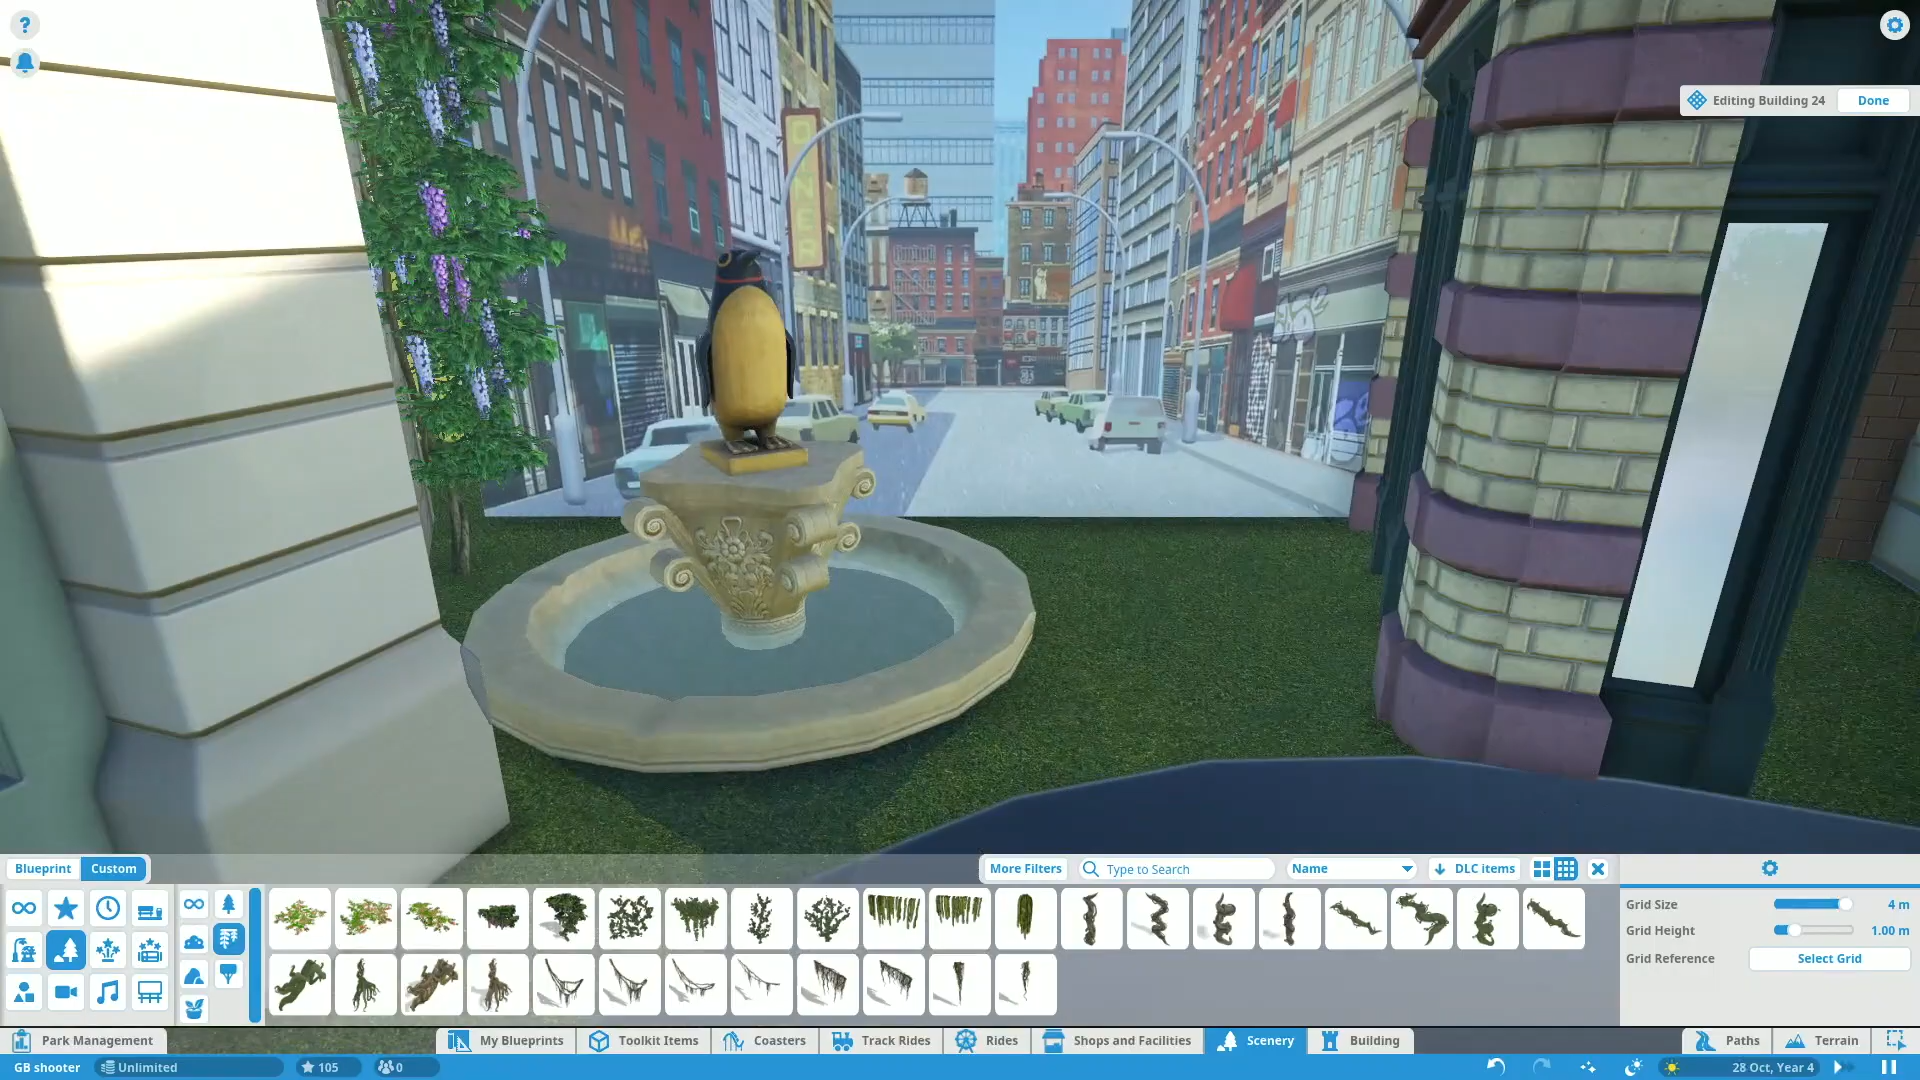 ?
Editing Building 24
Done
DINER
Blueprint
Custom
More Filters
Type to Search
Name
DLC items
Grid Size
4 m
Grid Height
1.00 m
Grid Reference
Select Grid
Park Management
My Blueprints
Toolkit Items
Coasters
Track Rides
Rides
Shops and Facilities
Scenery
Building
Paths
Terrain
GB shooter
Unlimited
105
0
28 Oct, Year 4